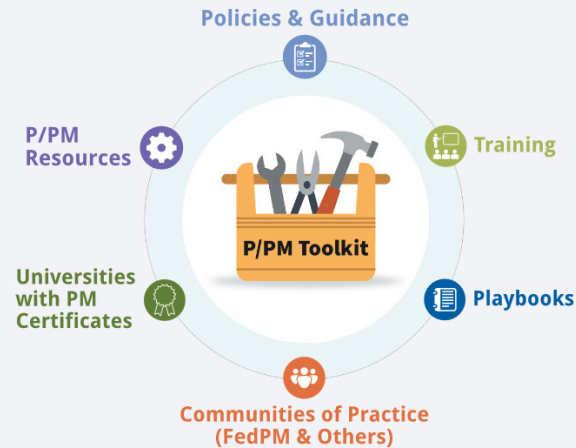 Policies & Guidance
P/PM
Resources
Training
P/PM Toolkit
Universities
with PM
Certificates
Playbooks
Communities of Practice
(FedPM & Others)